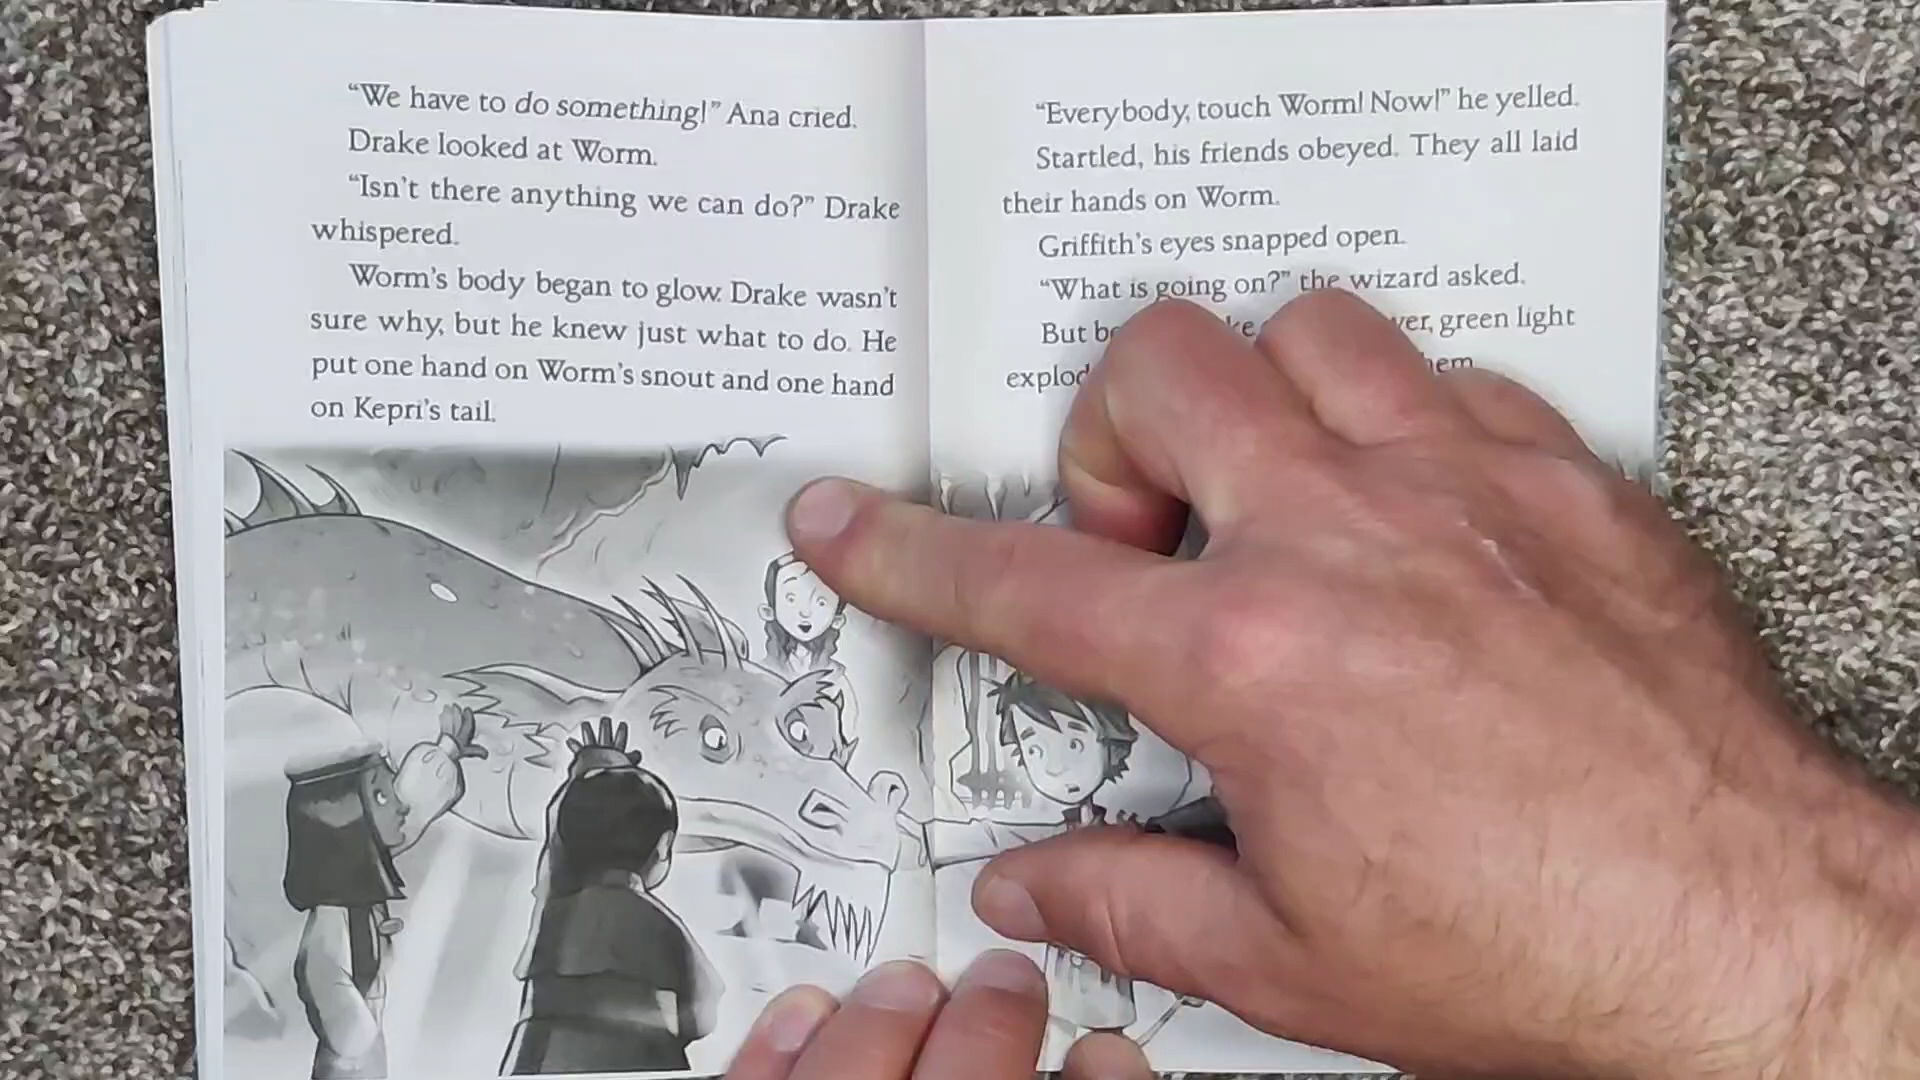 “We have to do something!” Ana cried.
Drake looked at Worm.
“Isn’t there anything we can do?” Drake
whispered.
Worm’s body began to glow. Drake wasn’t
sure why, but he knew just what to do. He
put one hand on Worm’s snout and one hand
on Kepri’s tail.
“Everybody, touch Worm! Now!” he yelled.
Startled, his friends obeyed. They all laid
their hands on Worm.
Griffith’s eyes snapped open.
“What is going on?” the wizard asked.
But green light